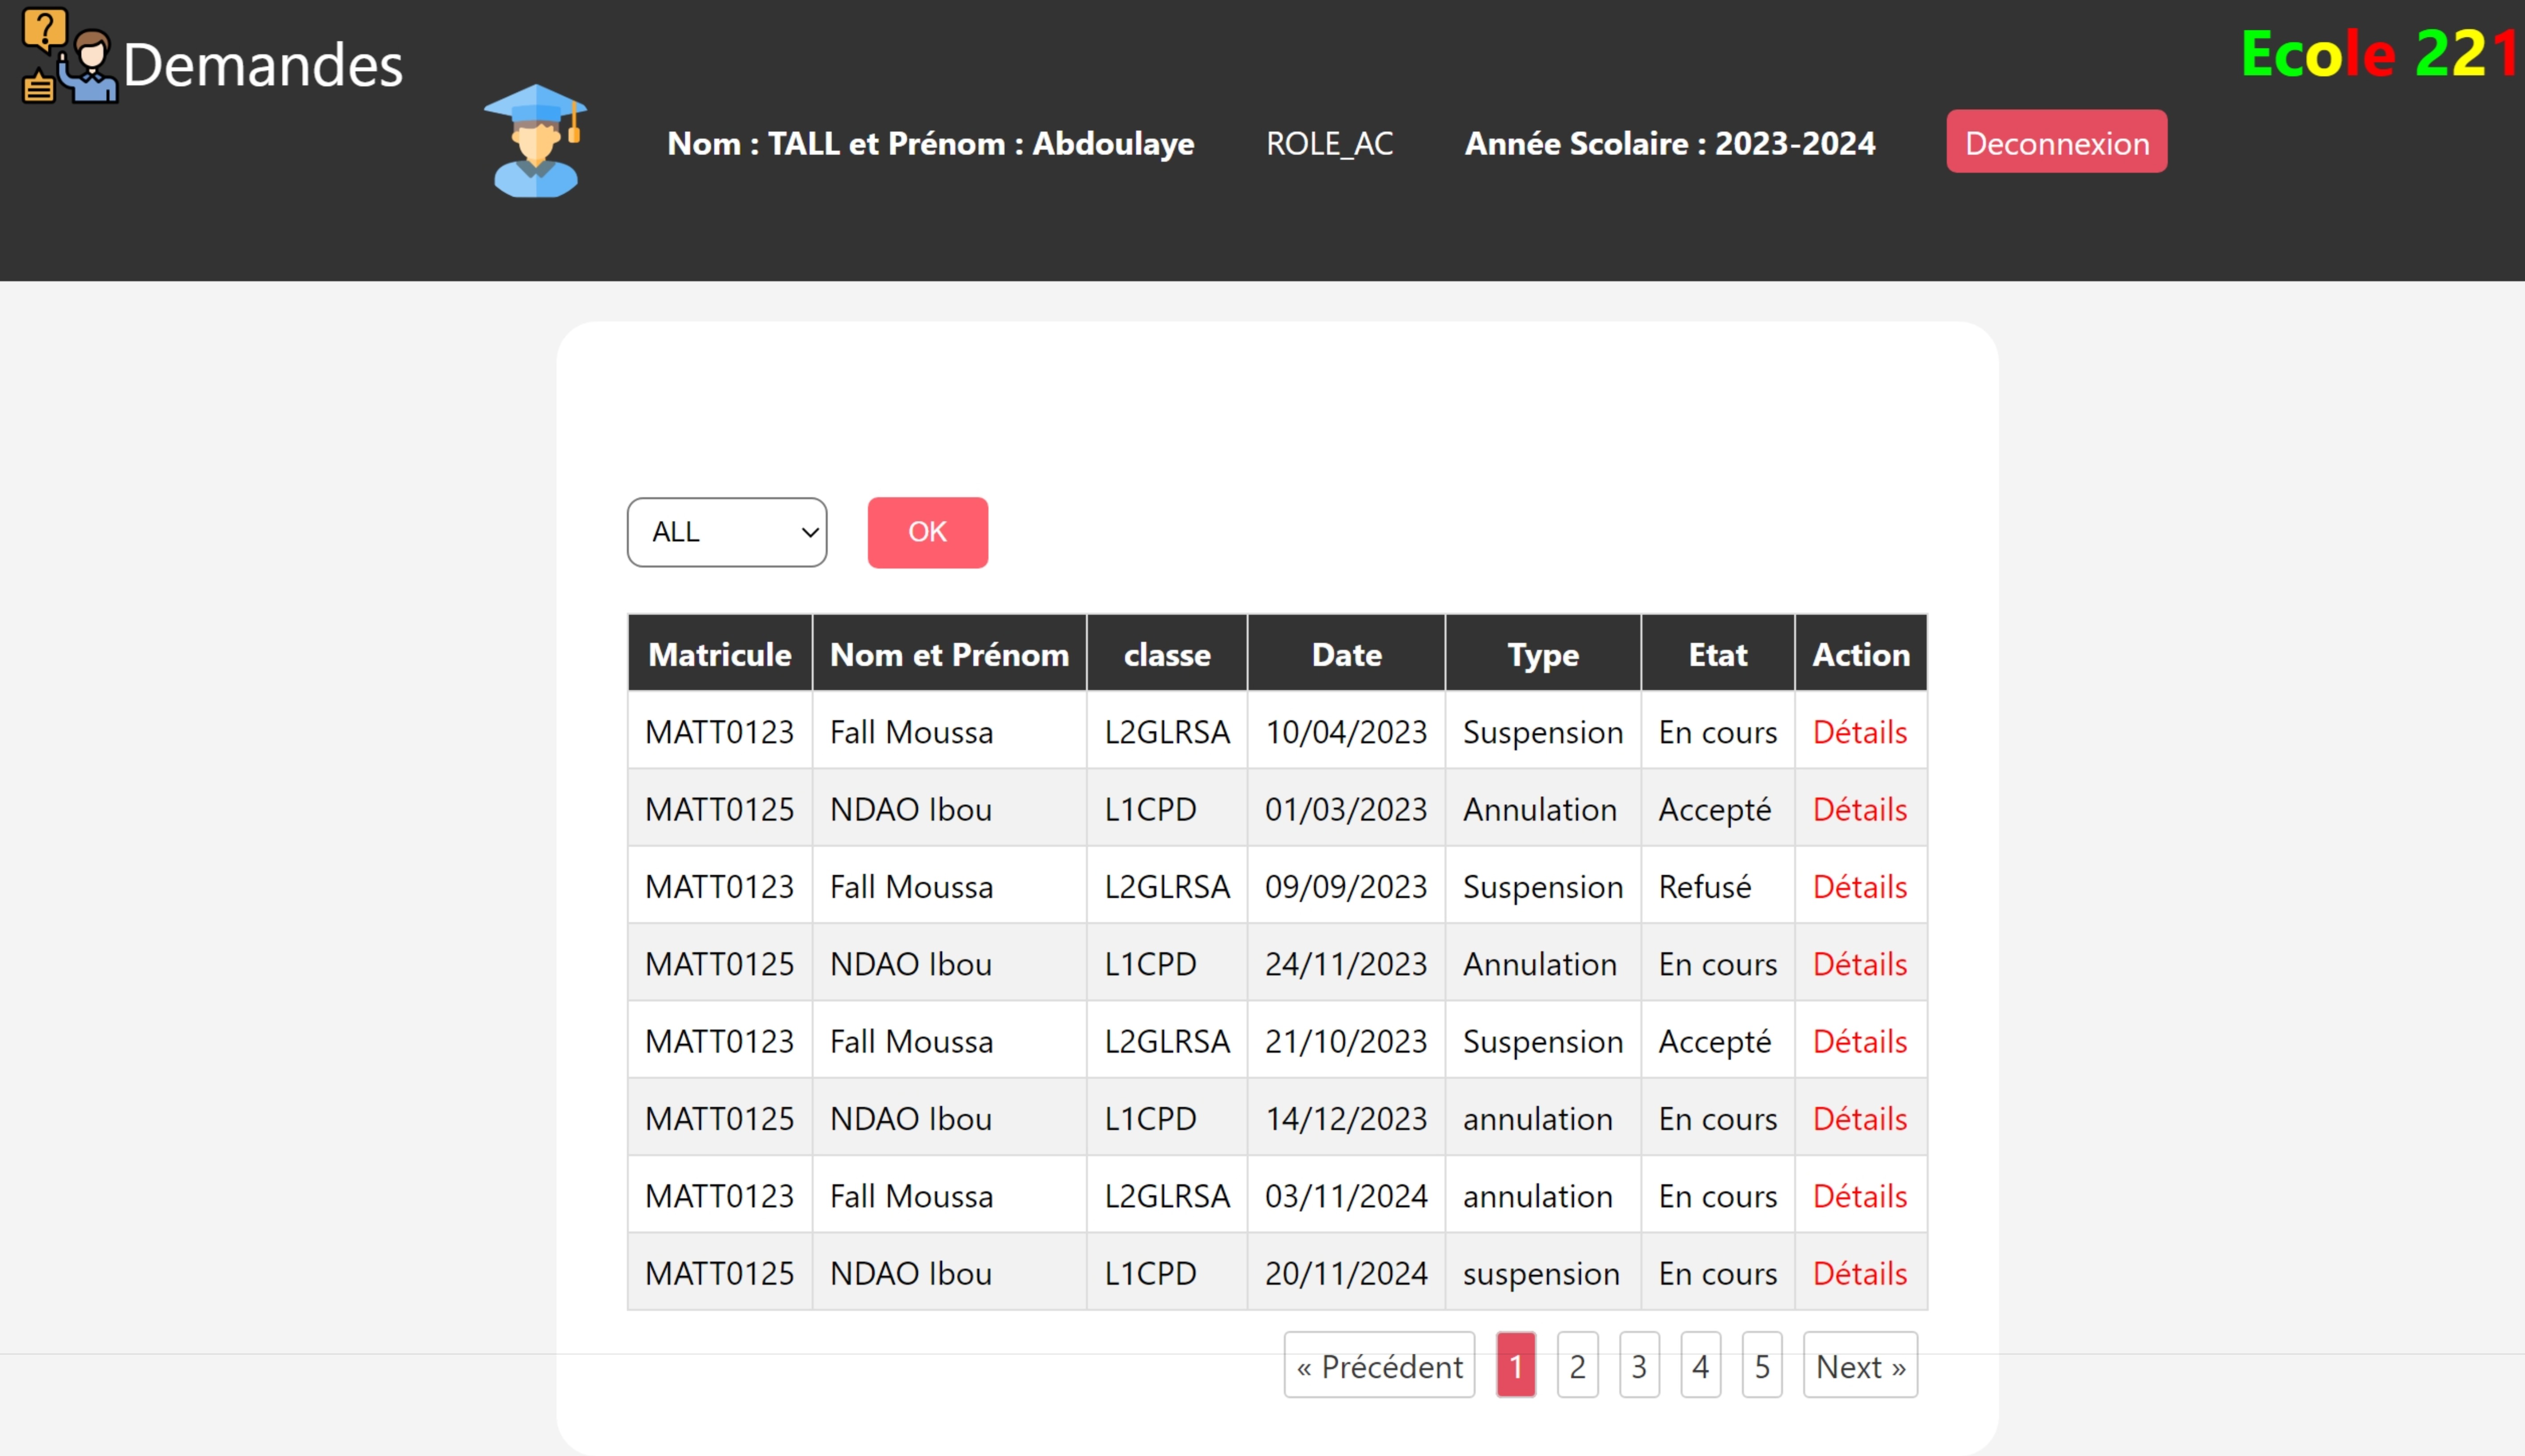 ?
Demandes
Ecole 221
Nom : TALL et Prénom : Abdoulaye ROLE_AC Année Scolaire : 2023-2024 Deconnexion
ALL OK
Matricule Nom et Prénom classe Date Type Etat Action
MATT0123 Fall Moussa L2GLRSA 10/04/2023 Suspension En cours Détails
MATT0125 NDAO Ibou L1CPD 01/03/2023 Annulation Accepté Détails
MATT0123 Fall Moussa L2GLRSA 09/09/2023 Suspension Refusé Détails
MATT0125 NDAO Ibou L1CPD 24/11/2023 Annulation En cours Détails
MATT0123 Fall Moussa L2GLRSA 21/10/2023 Suspension Accepté Détails
MATT0125 NDAO Ibou L1CPD 14/12/2023 annulation En cours Détails
MATT0123 Fall Moussa L2GLRSA 03/11/2024 annulation En cours Détails
MATT0125 NDAO Ibou L1CPD 20/11/2024 suspension En cours Détails
« Précédent 1 2 3 4 5 Next »